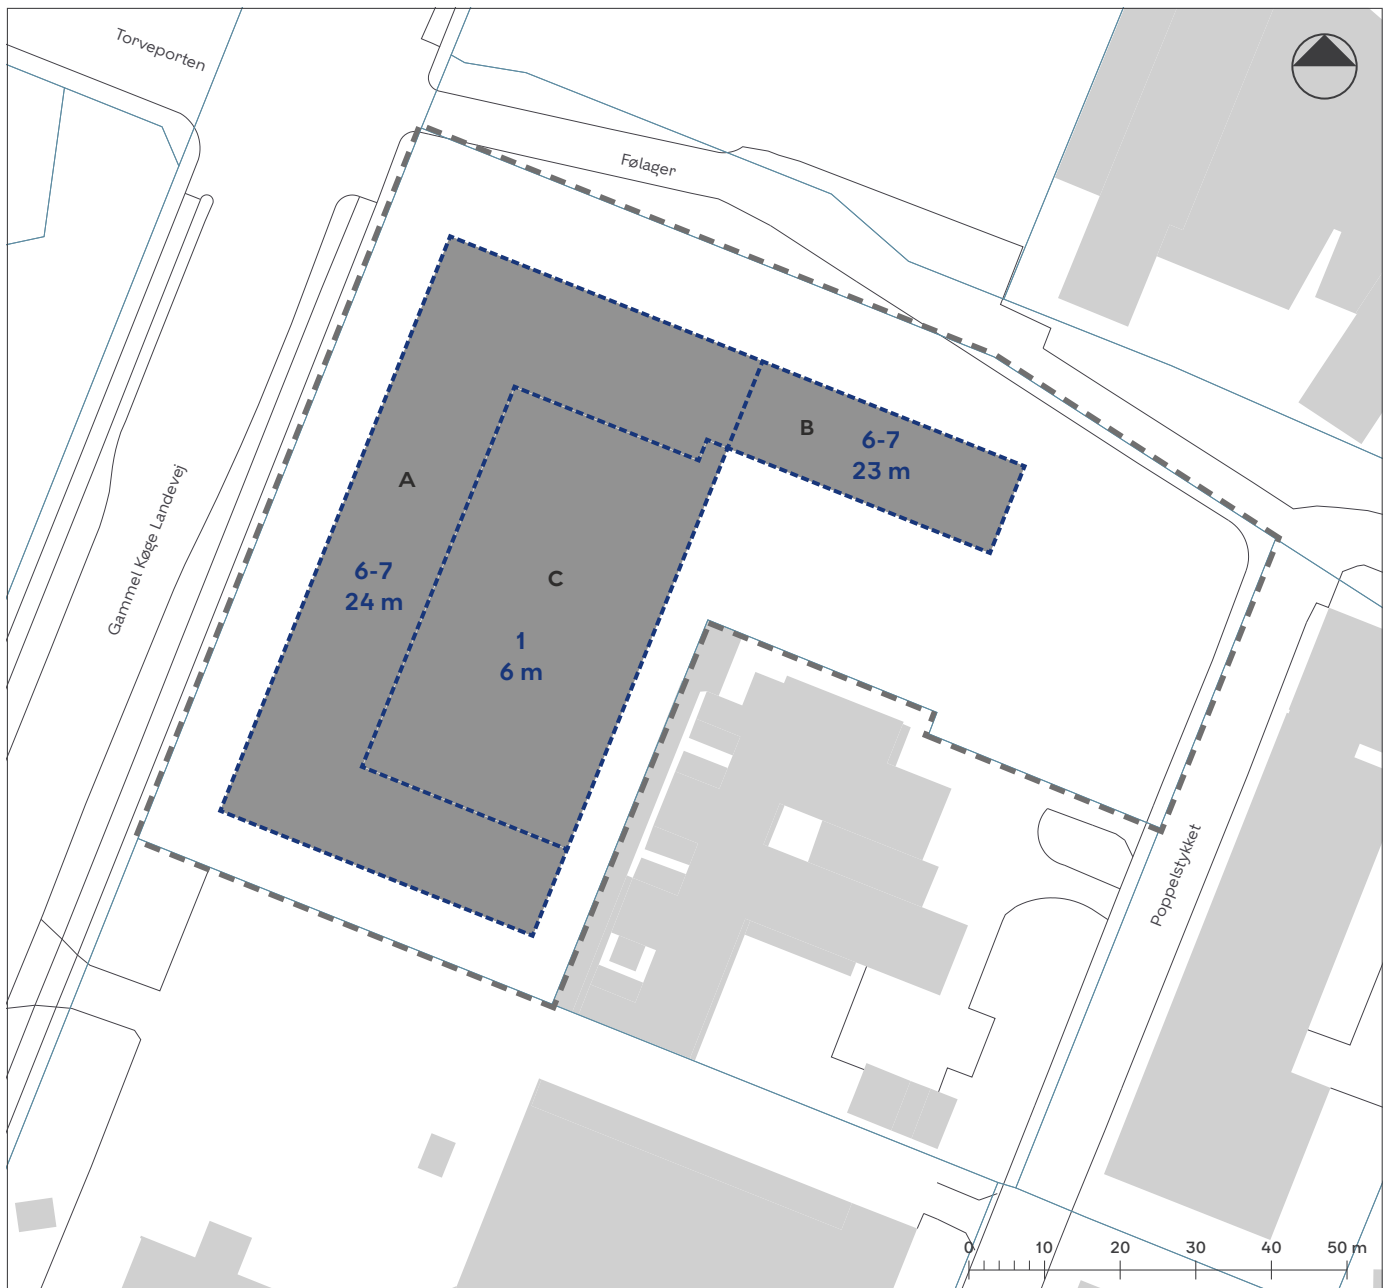 Torveporten
Følager
B
6-7
23 m
A
Gammel Køge Landevej
6-7
24 m
C
1
6 m
Poppelstykket
0 10 20 30 40 50 m